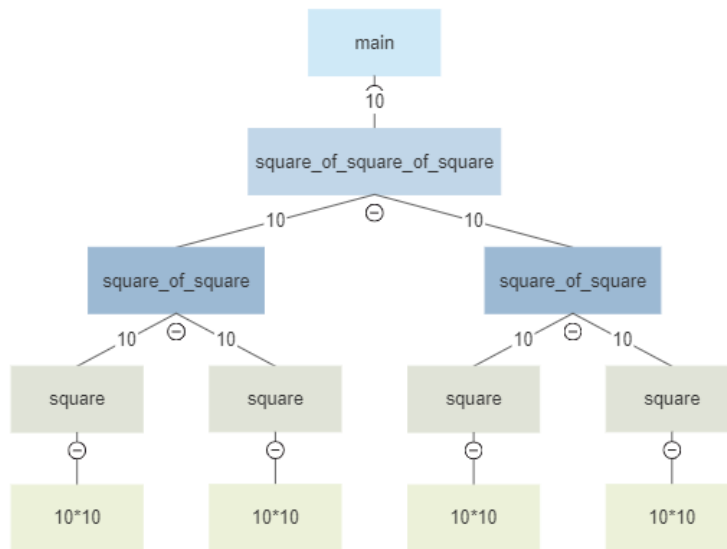 main
10
square_of_square_of_square
10 10
square_of_square square_of_square
10 10 10 10
square square square square
10*10 10*10 10*10 10*10